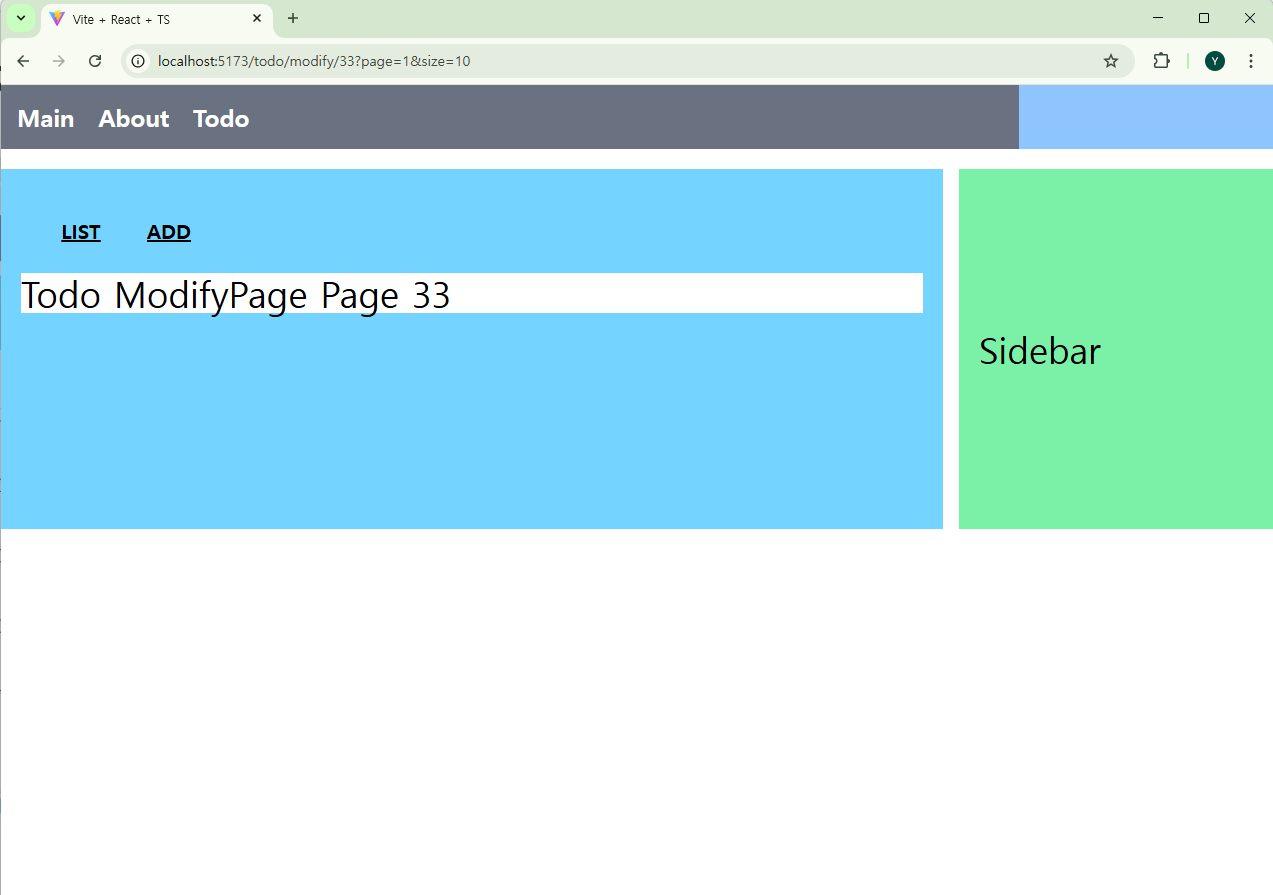 Vite + React + TS
localhost:5173/todo/modify/33?page=1&size=10
Y
Main About Todo
LIST ADD
Todo ModifyPage Page 33
Sidebar